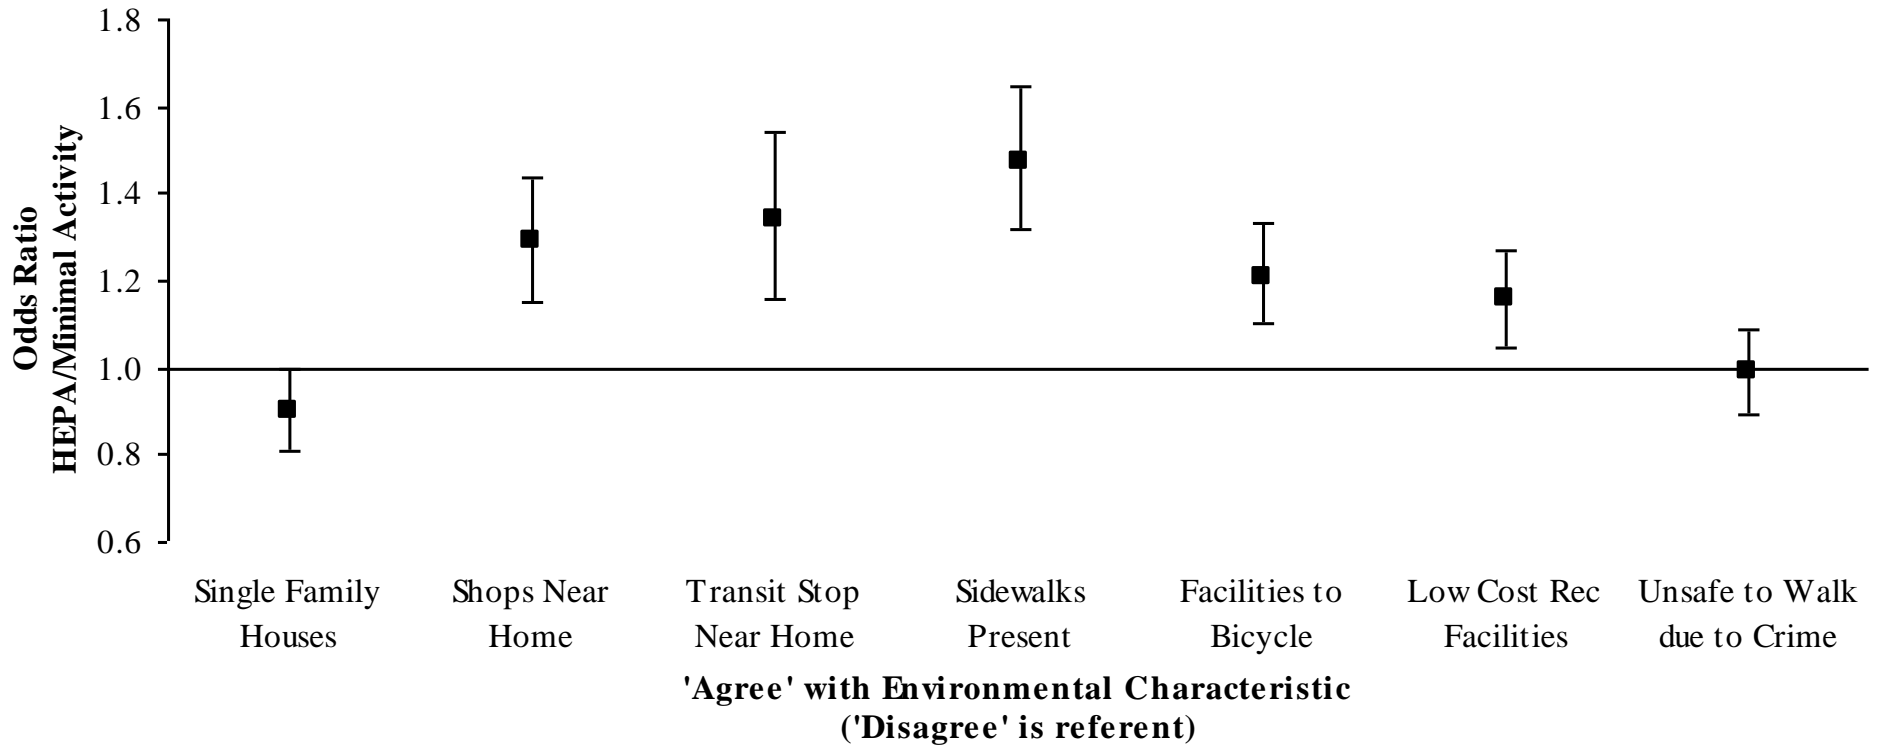 1.8
1.6
1.4
1.2
1.0
0.8
0.6
Odds Ratio
HEPA/Minimal Activity
Single Family
Houses
Shops Near
Home
Transit Stop
Near Home
Sidewalks
Present
Facilities to
Bicycle
Low Cost Rec
Facilities
Unsafe to Walk
due to Crime
'Agree' with Environmental Characteristic
('Disagree' is referent)